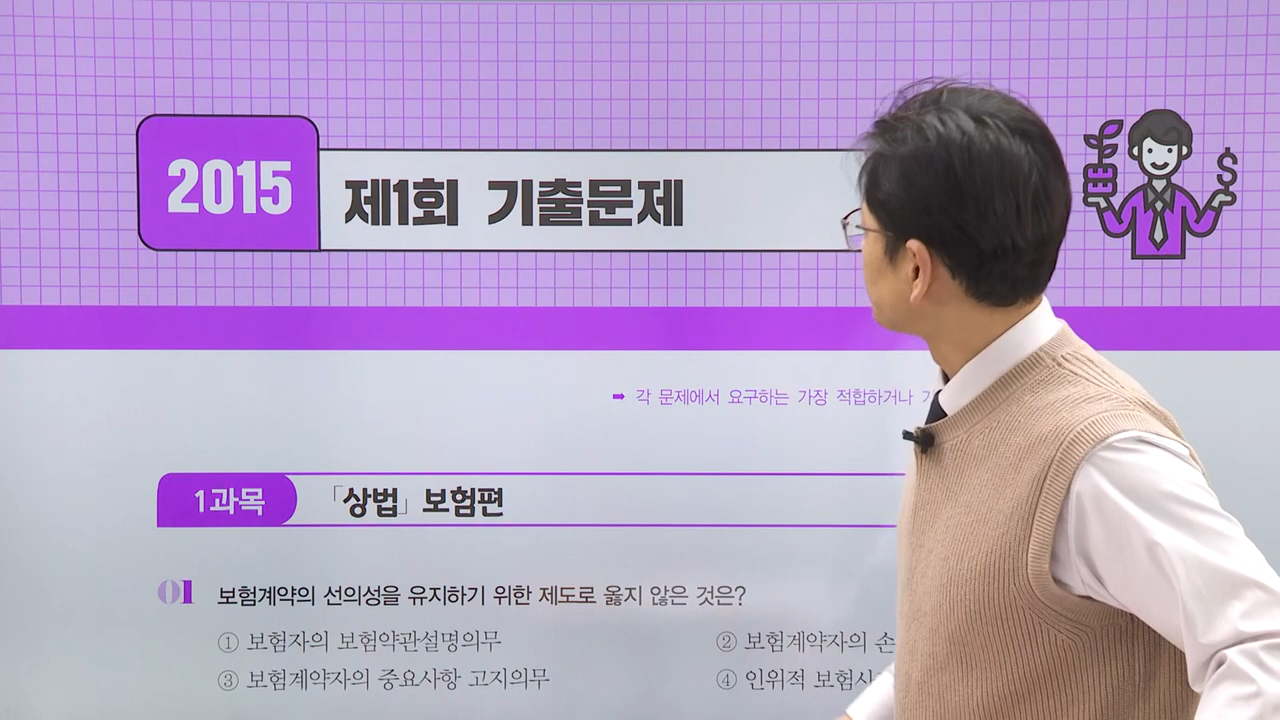 2015
제1회 기출문제
➡ 각 문제에서 요구하는 가장 적합하거나
1과목 「상법」 보험편
01 보험계약의 선의성을 유지하기 위한 제도로 옳지 않은 것은?
① 보험자의 보험약관설명의무 ② 보험계약자의 손
③ 보험계약자의 중요사항 고지의무 ④ 인위적
$